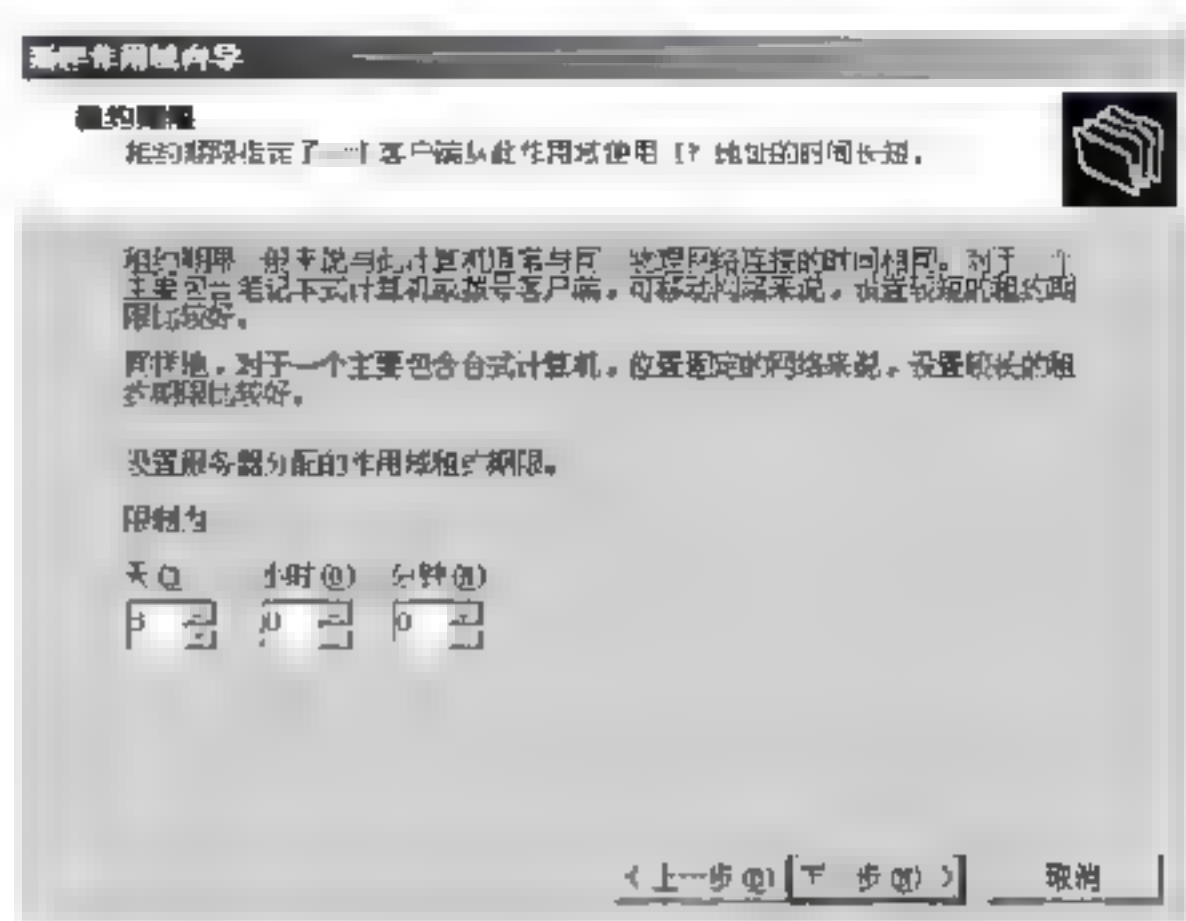 新建作用域向导
租约期限
租约期限指定了一个客户端从此作用域使用 IP 地址的时间长短。
租约期限一般来说与此计算机通常与同一物理网络连接的时间相同。对于一个
主要包含笔记本式计算机或拨号客户端，可移动网络来说，设置较短的租约期
限比较好。
同样地，对于一个主要包含台式计算机，位置固定的网络来说，设置较长的租
约期限比较好。
设置服务器分配的作用域租约期限。
限制为
天(D) 小时(O) 分钟(M)
8 0 0
< 上一步(B) 下一步(N) > 取消